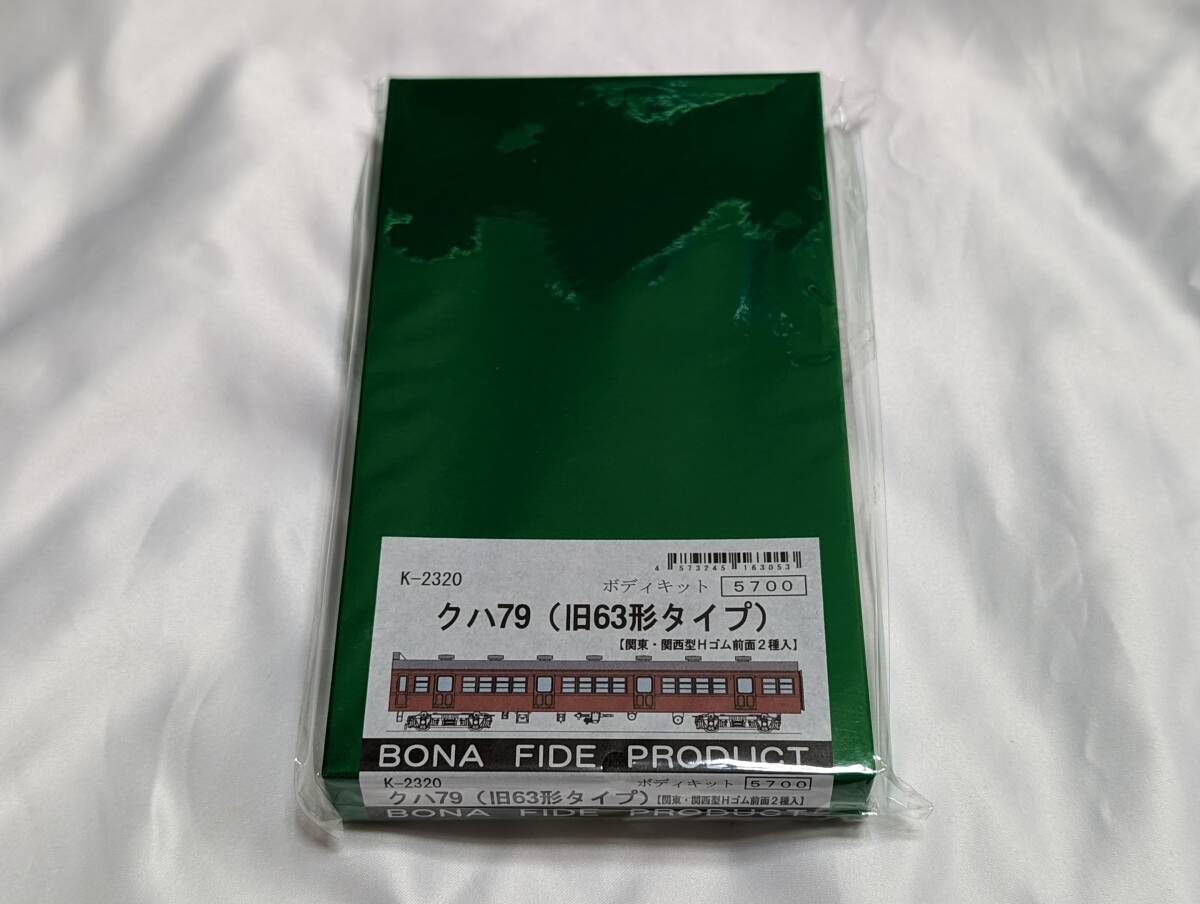 4 573245 163053
K-2320
ボディキット 5700
クハ79（旧63形タイプ）
【関東・関西型Hゴム前面2種入】
BONA FIDE PRODUCT
K-2320 ボディキット 5700
クハ79（旧63形タイプ）【関東・関西型Hゴム前面2種入】
BONA FIDE PRODUCT